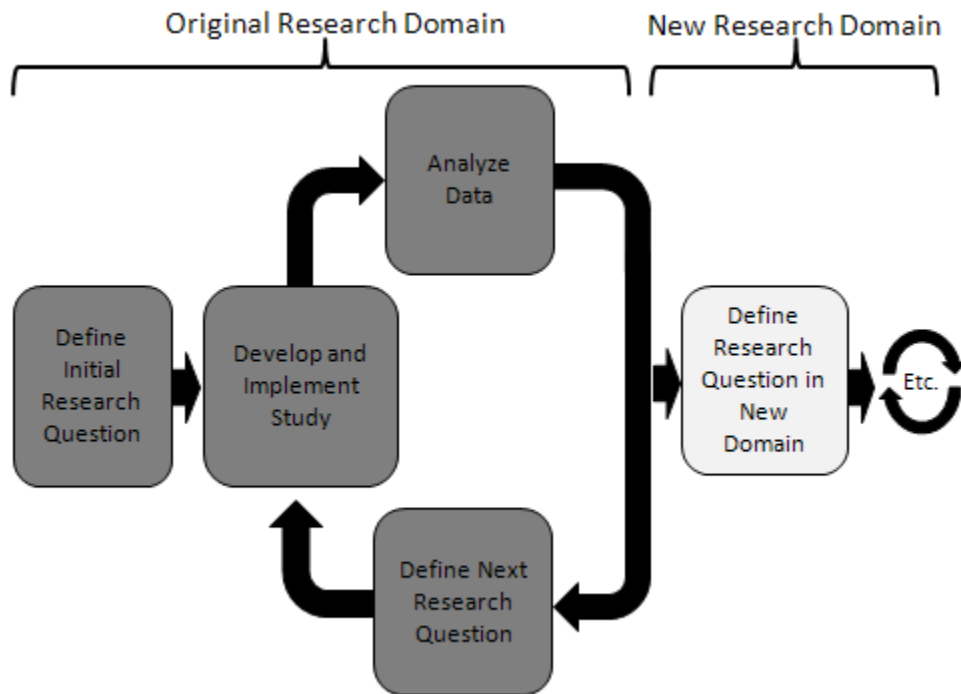 Original Research Domain
New Research Domain
Analyze
Data
Define
Initial
Research
Question
Develop and
Implement
Study
Define
Research
Question in
New
Domain
Etc.
Define Next
Research
Question